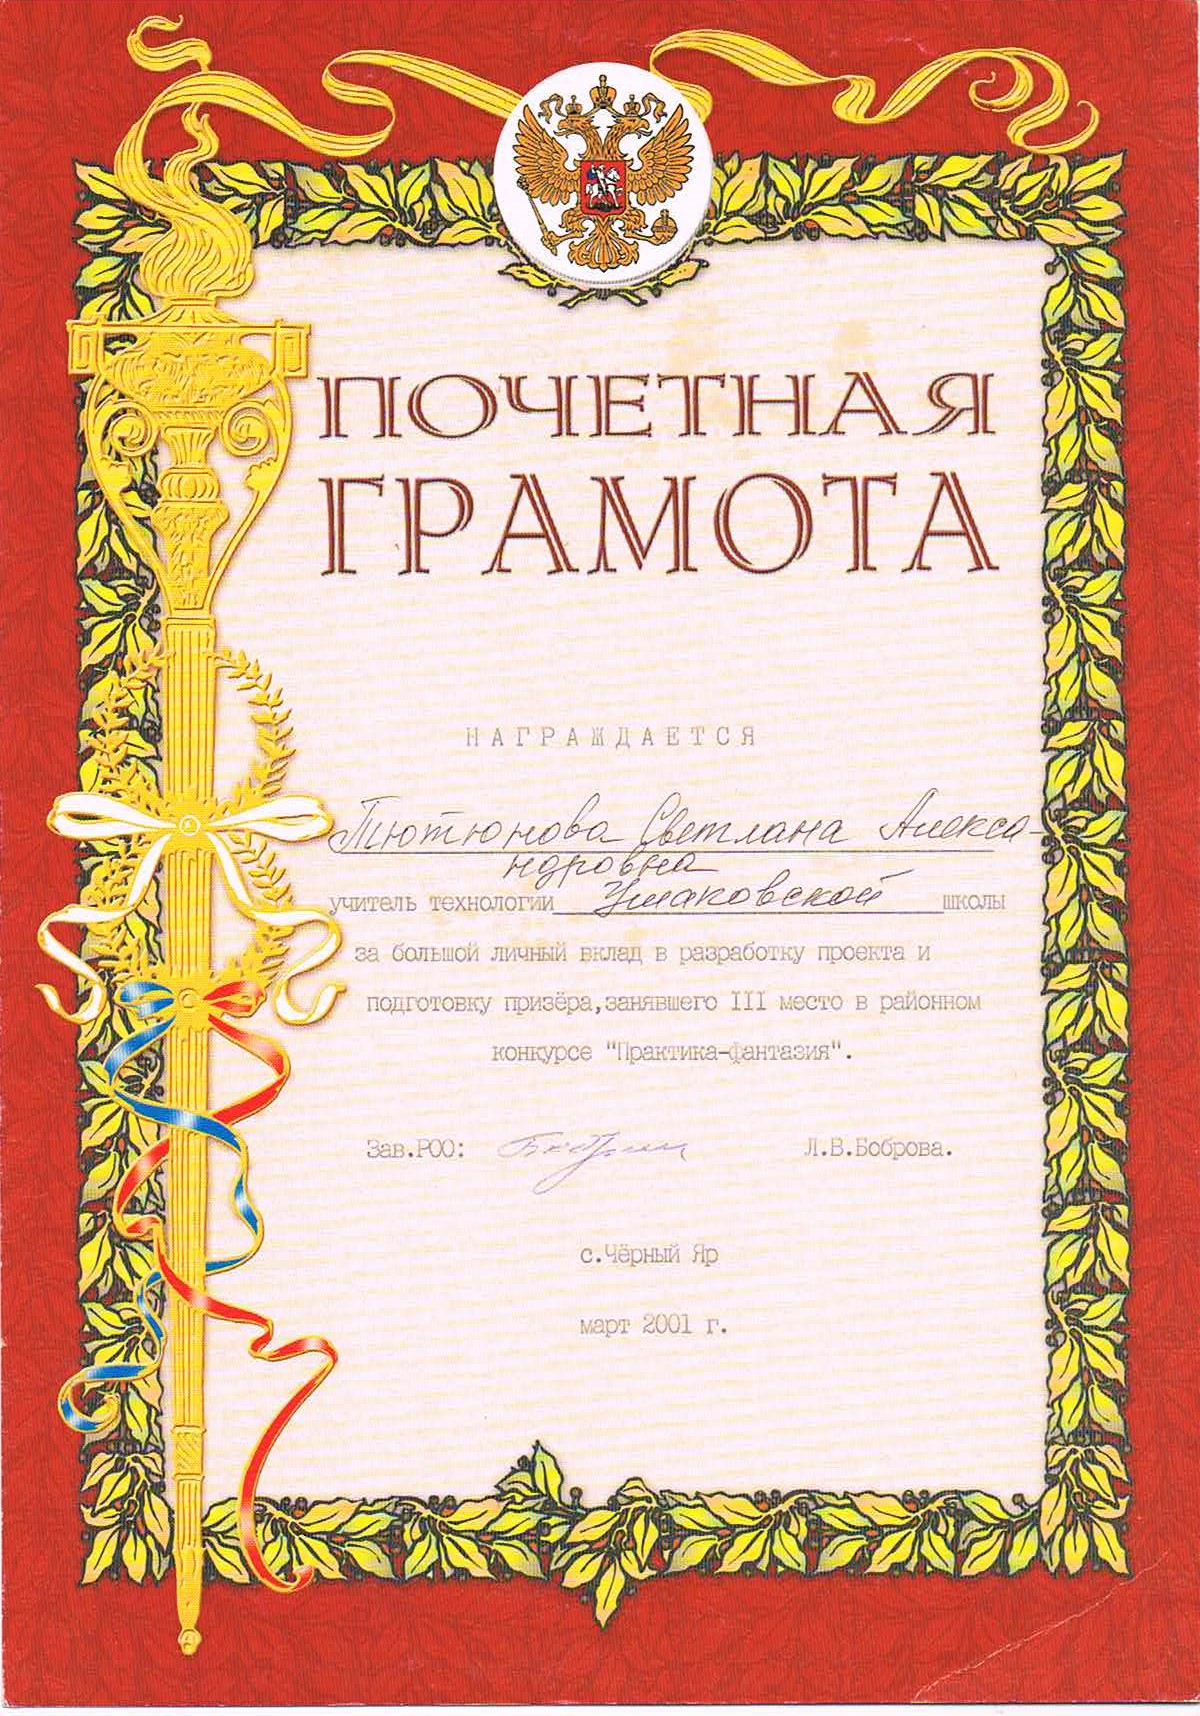 ПОЧЕТНАЯ
ГРАМОТА
НАГРАЖДАЕТСЯ
Тютюнова Светлана Алекса-
ндровна
учитель технологии Ушаковской школы
за большой личный вклад в разработку проекта и
подготовку призёра,занявшего III место в районном
конкурсе "Практика-фантазия".
Зав.РОО: Л.В.Боброва.
с.Чёрный Яр
март 2001 г.